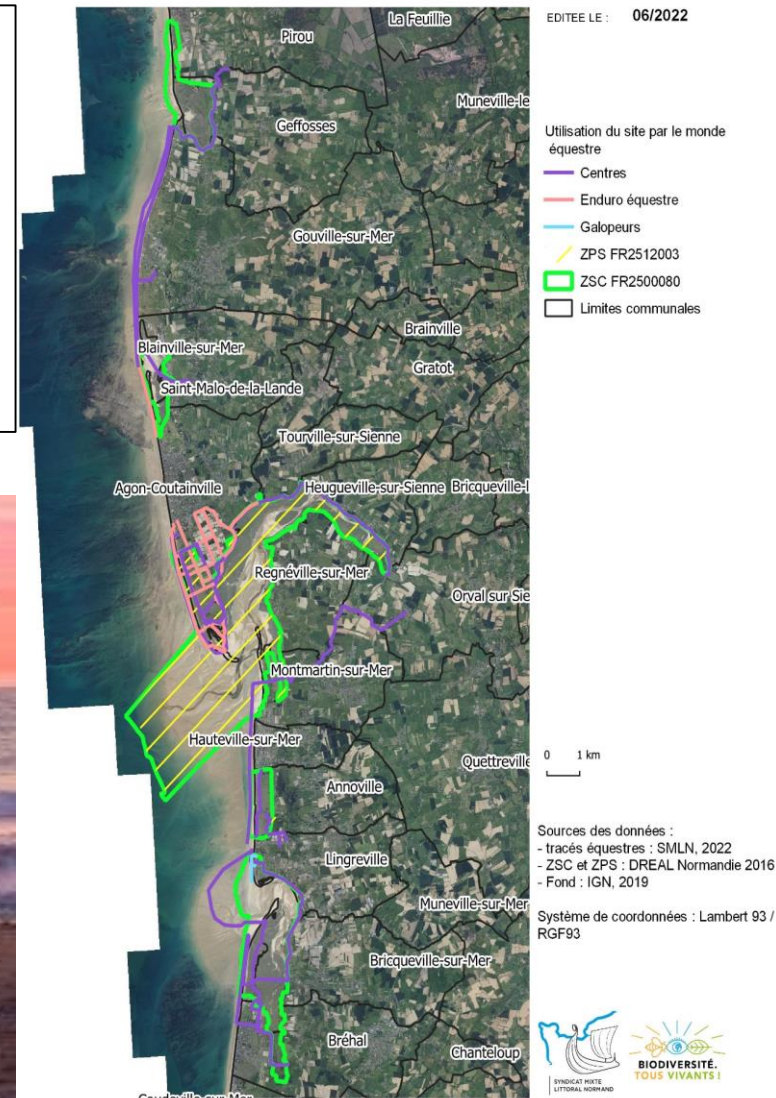 EDITEE LE : 06/2022
La Feuillie
Pirou
Muneville-le
Geffosses
Gouville-sur-Mer
Brainville
Blainville-sur-Mer
Gratot
Saint-Malo-de-la-Lande
Tourville-sur-Sienne
Agon-Coutainville
Heugueville-sur-Sienne
Bricqueville-l
Regnéville-sur-Mer
Orval sur Sie
Montmartin-sur-Mer
Hauteville-sur-Mer
Quettreville
Annoville
Lingreville
Muneville-sur-Mer
Bricqueville-sur-Mer
Bréhal
Chanteloup
Utilisation du site par le monde
équestre
Centres
Enduro équestre
Galopeurs
ZPS FR2512003
ZSC FR2500080
Limites communales
0 1 km
Sources des données :
- tracés équestres : SMLN, 2022
- ZSC et ZPS : DREAL Normandie 2016
- Fond : IGN, 2019
Système de coordonnées : Lambert 93 /
RGF93
SYNDICAT MIXTE
LITTORAL NORMAND
BIODIVERSITÉ.
TOUS VIVANTS !